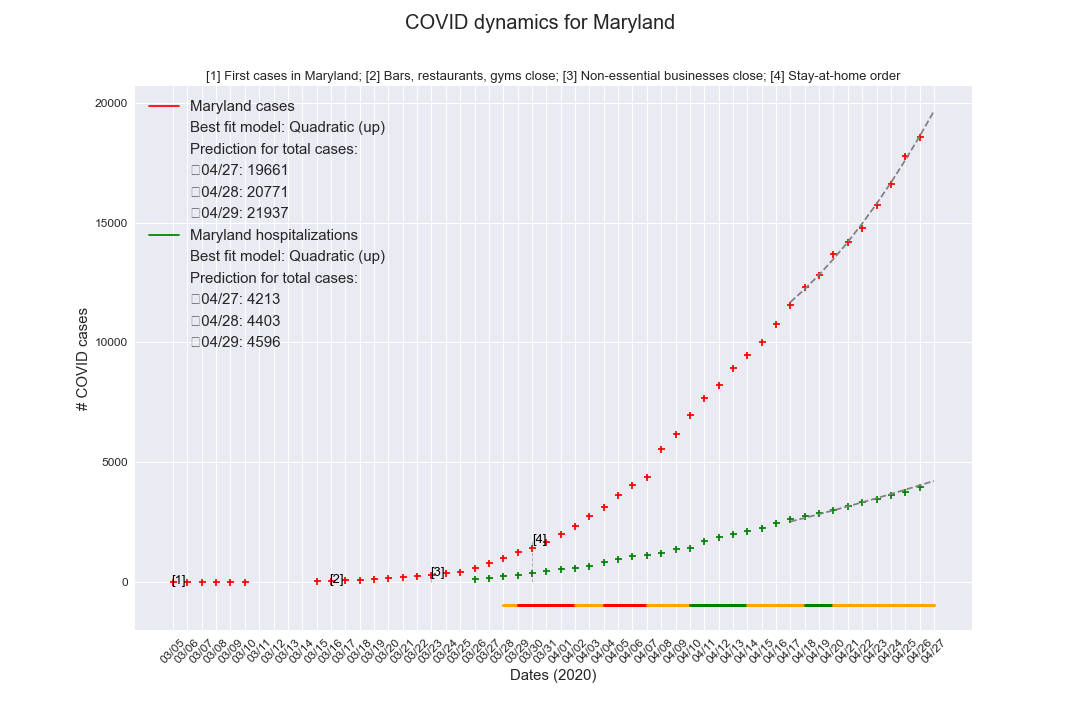 COVID dynamics for Maryland
[1] First cases in Maryland; [2] Bars, restaurants, gyms close; [3] Non-essential businesses close; [4] Stay-at-home order
Maryland cases
Best fit model: Quadratic (up)
Prediction for total cases:
04/27: 19661
04/28: 20771
04/29: 21937
Maryland hospitalizations
Best fit model: Quadratic (up)
Prediction for total cases:
04/27: 4213
04/28: 4403
04/29: 4596
# COVID cases
20000
15000
10000
5000
0
[1]
[2]
[3]
[4]
03/05 03/06 03/07 03/08 03/09 03/10 03/11 03/12 03/13 03/14 03/15 03/16 03/17 03/18 03/19 03/20 03/21 03/22 03/23 03/24 03/25 03/26 03/27 03/28 03/29 03/30 03/31 04/01 04/02 04/03 04/04 04/05 04/06 04/07 04/08 04/09 04/10 04/11 04/12 04/13 04/14 04/15 04/16 04/17 04/18 04/19 04/20 04/21 04/22 04/23 04/24 04/25 04/26 04/27
Dates (2020)